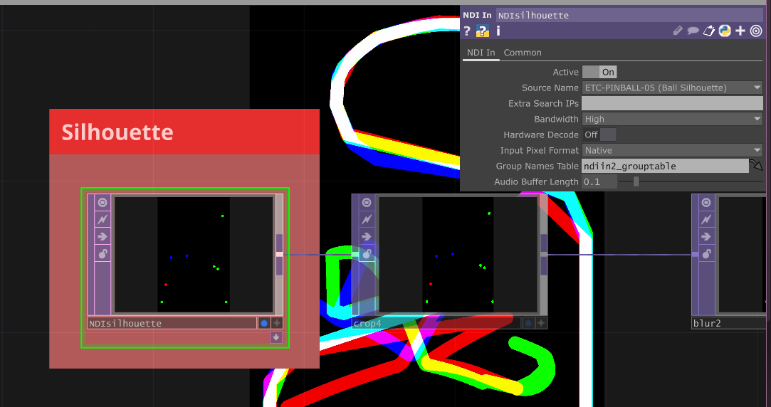 NDI In NDIsilhouette
? ? i
NDI In Common
Active On
Source Name ETC-PINBALL-05 (Ball Silhouette)
Extra Search IPs
Bandwidth High
Hardware Decode Off
Input Pixel Format Native
Group Names Table ndiin2_grouptable
Audio Buffer Length 0.1
Silhouette
NDIsilhouette
crop4
blur2